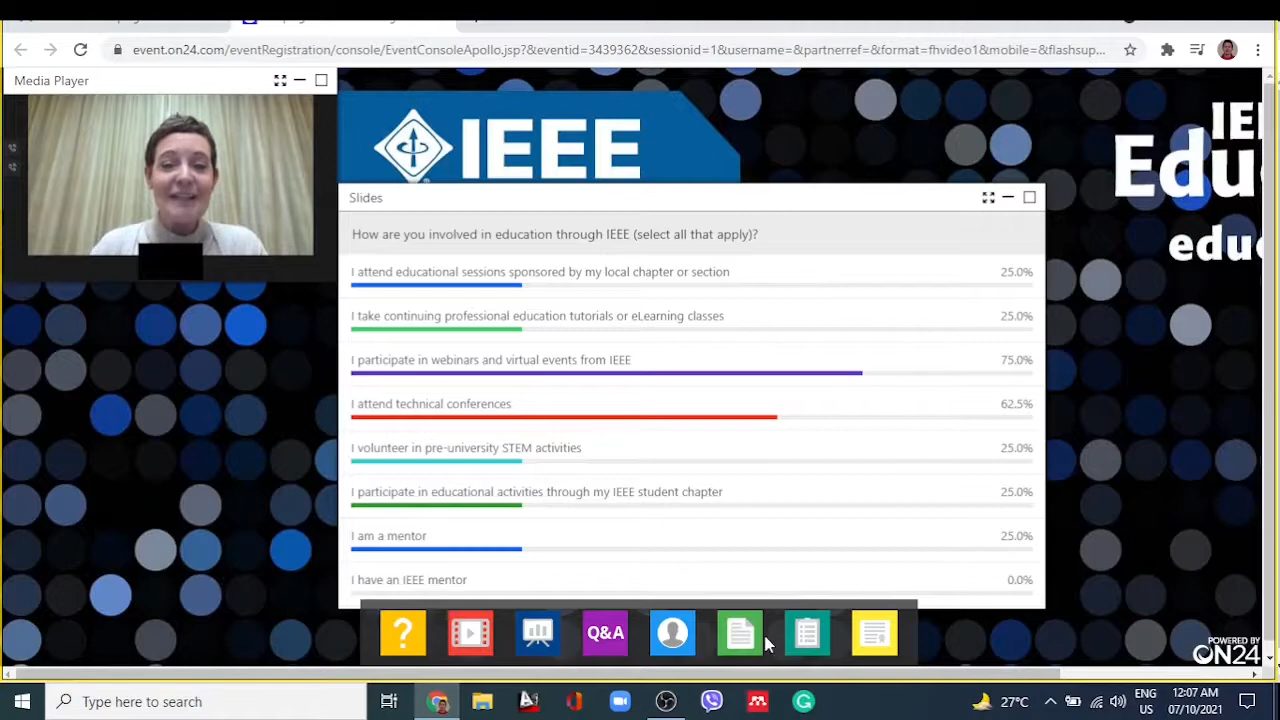 event.on24.com/eventRegistration/console/EventConsoleApollo.jsp?&eventid=3439362&sessionid=1&username=&partnerref=&format=fhvideo1&mobile=&flashsup...
Media Player
IEEE
Edu
educ
IEEE
Slides
How are you involved in education through IEEE (select all that apply)?
I attend educational sessions sponsored by my local chapter or section 25.0%
I take continuing professional education tutorials or eLearning classes 25.0%
I participate in webinars and virtual events from IEEE 75.0%
I attend technical conferences 62.5%
I volunteer in pre-university STEM activities 25.0%
I participate in educational activities through my IEEE student chapter 25.0%
I am a mentor 25.0%
I have an IEEE mentor 0.0%
? Q&A
POWERED BY
ON24
Type here to search
27°C
ENG
12:07 AM
07/10/2021